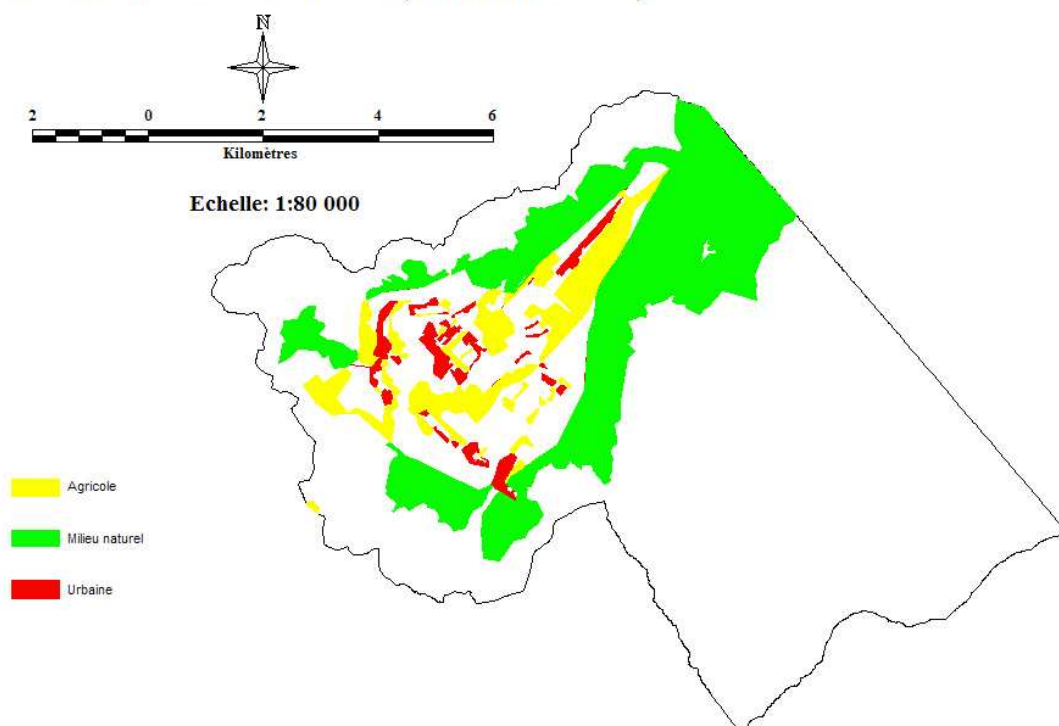 N
2 0 2 4 6
Kilomètres
Echelle: 1:80 000
Agricole
Milieu naturel
Urbaine